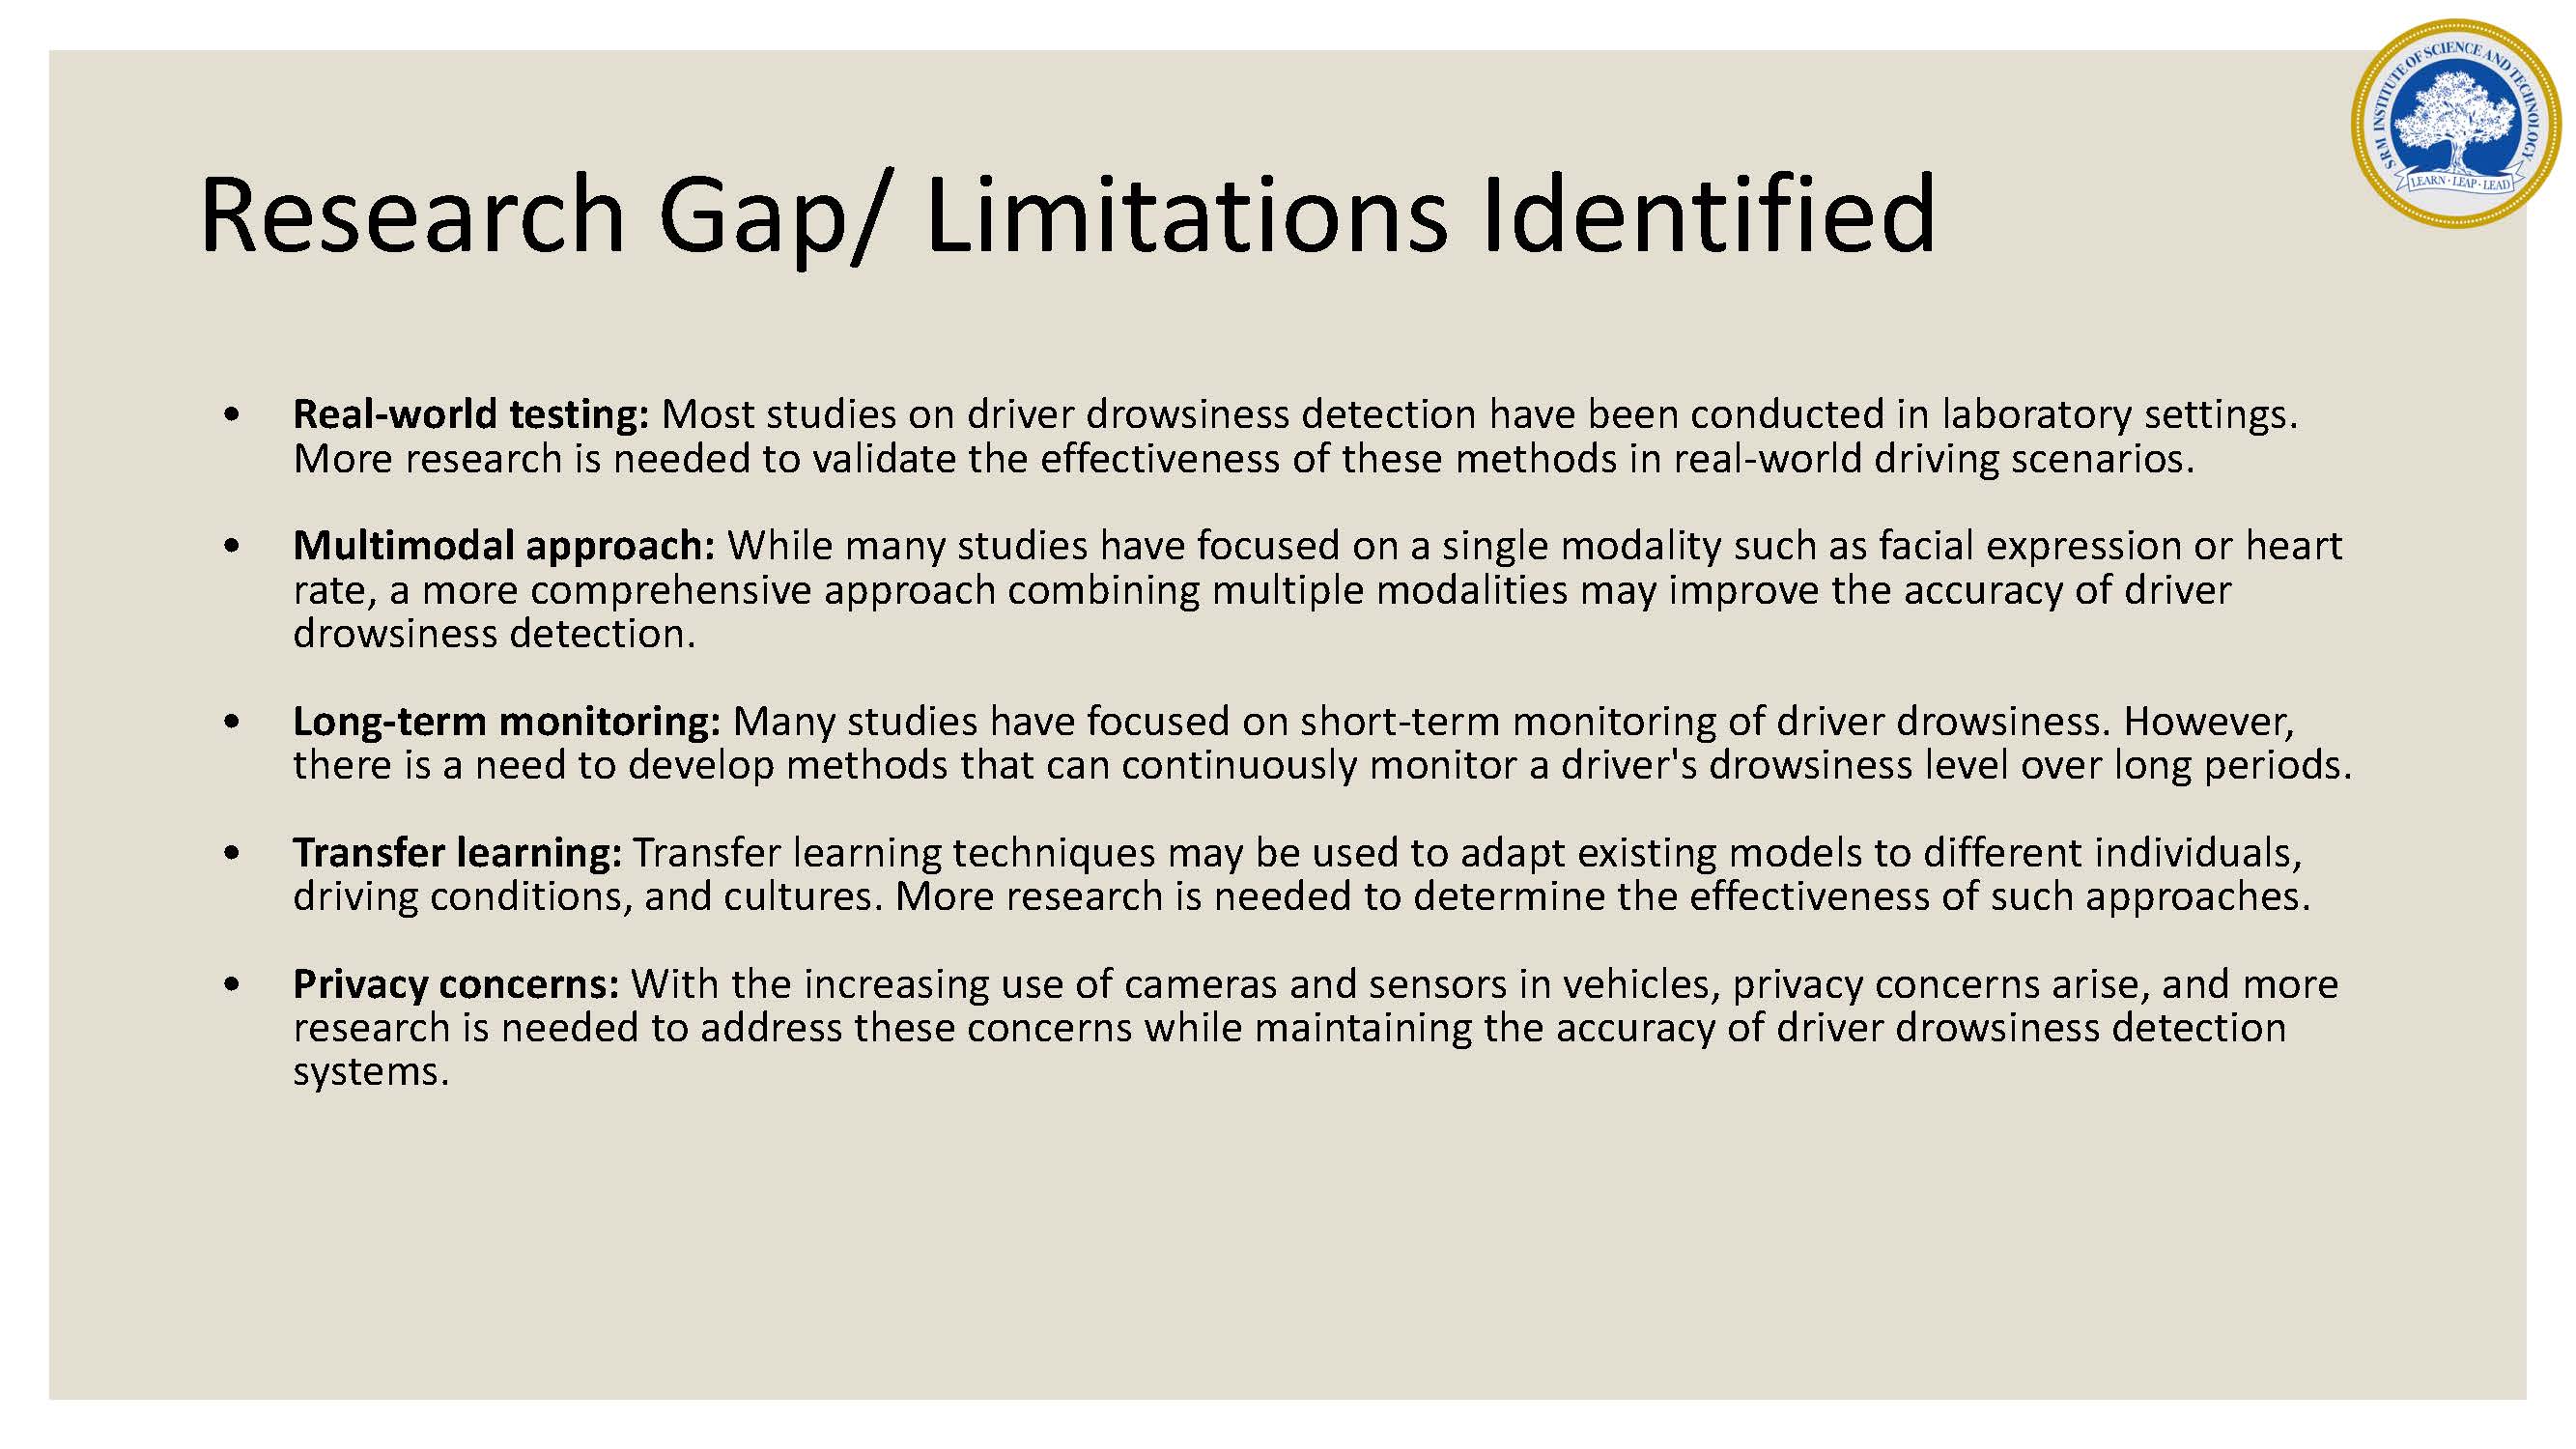 SRM INSTITUTE OF SCIENCE AND TECHNOLOGY
LEARN · LEAP · LEAD
Research Gap/ Limitations Identified
• Real-world testing: Most studies on driver drowsiness detection have been conducted in laboratory settings.
More research is needed to validate the effectiveness of these methods in real-world driving scenarios.
• Multimodal approach: While many studies have focused on a single modality such as facial expression or heart
rate, a more comprehensive approach combining multiple modalities may improve the accuracy of driver
drowsiness detection.
• Long-term monitoring: Many studies have focused on short-term monitoring of driver drowsiness. However,
there is a need to develop methods that can continuously monitor a driver's drowsiness level over long periods.
• Transfer learning: Transfer learning techniques may be used to adapt existing models to different individuals,
driving conditions, and cultures. More research is needed to determine the effectiveness of such approaches.
• Privacy concerns: With the increasing use of cameras and sensors in vehicles, privacy concerns arise, and more
research is needed to address these concerns while maintaining the accuracy of driver drowsiness detection
systems.